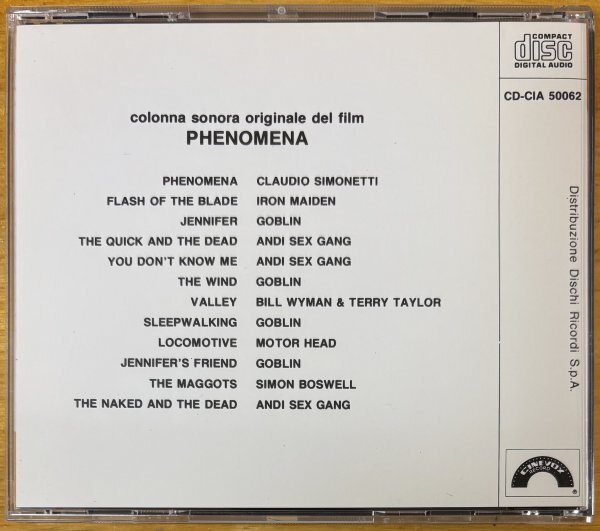 COMPACT
disc
DIGITAL AUDIO
CD-CIA 50062
colonna sonora originale del film
PHENOMENA
PHENOMENA CLAUDIO SIMONETTI
FLASH OF THE BLADE IRON MAIDEN
JENNIFER GOBLIN
THE QUICK AND THE DEAD ANDI SEX GANG
YOU DON'T KNOW ME ANDI SEX GANG
THE WIND GOBLIN
VALLEY BILL WYMAN & TERRY TAYLOR
SLEEPWALKING GOBLIN
LOCOMOTIVE MOTOR HEAD
JENNIFER'S FRIEND GOBLIN
THE MAGGOTS SIMON BOSWELL
THE NAKED AND THE DEAD ANDI SEX GANG
Distribuzione Dischi Ricordi S.p.A.
CINEVOX
RECORD
®